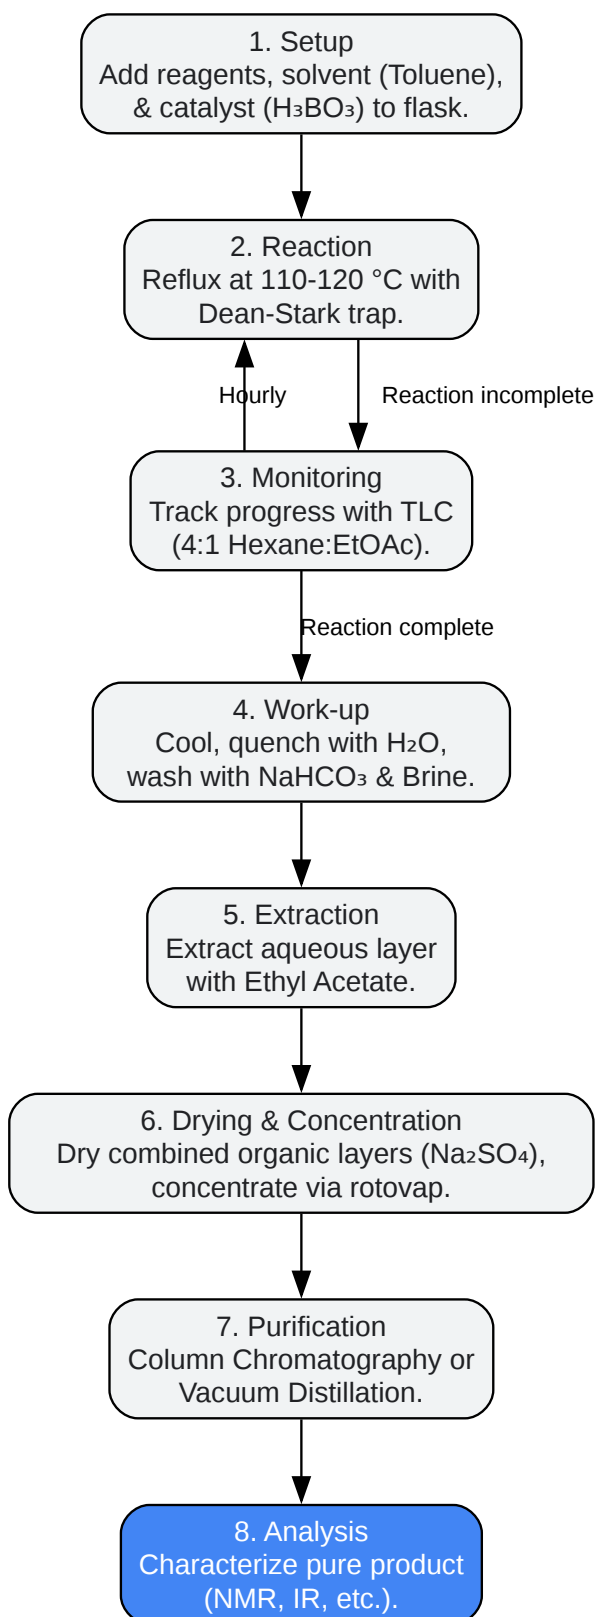 1. Setup
Add reagents, solvent (Toluene),
& catalyst (H₃BO₃) to flask.
2. Reaction
Reflux at 110-120 °C with
Dean-Stark trap.
Hourly
Reaction incomplete
3. Monitoring
Track progress with TLC
(4:1 Hexane:EtOAc).
Reaction complete
4. Work-up
Cool, quench with H₂O,
wash with NaHCO₃ & Brine.
5. Extraction
Extract aqueous layer
with Ethyl Acetate.
6. Drying & Concentration
Dry combined organic layers (Na₂SO₄),
concentrate via rotovap.
7. Purification
Column Chromatography or
Vacuum Distillation.
8. Analysis
Characterize pure product
(NMR, IR, etc.).